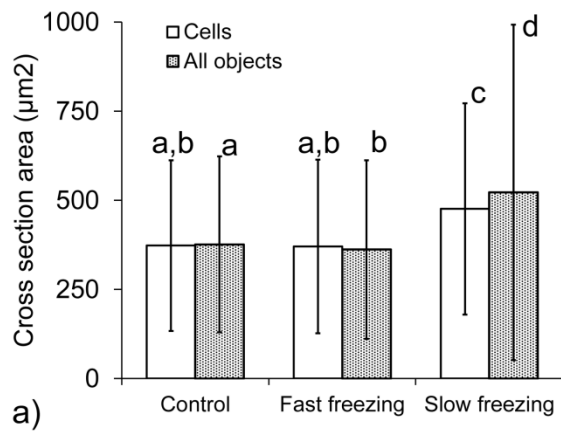 1000
750
500
250
0
Cross section area (µm2)
Cells
All objects
a,b
a
a,b
b
c
d
Control
Fast freezing
Slow freezing
a)